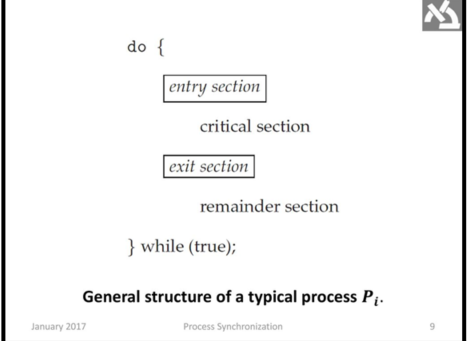 do {
entry section
critical section
exit section
remainder section
} while (true);
General structure of a typical process Pᵢ.
January 2017 Process Synchronization 9